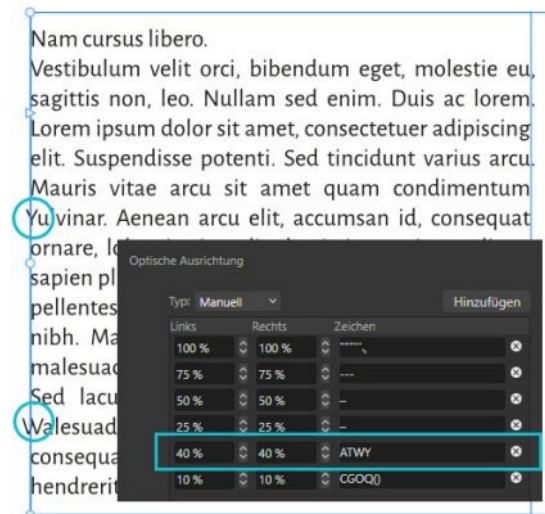 Nam cursus libero.
Vestibulum velit orci, bibendum eget, molestie eu,
sagittis non, leo. Nullam sed enim. Duis ac lorem.
Lorem ipsum dolor sit amet, consectetuer adipiscing
elit. Suspendisse potenti. Sed tincidunt varius arcu.
Mauris vitae arcu sit amet quam condimentum
Yulvinar. Aenean arcu elit, accumsan id, consequat
ornare, lo
sapien pl
pellentes
nibh. Ma
malesuad
Sed lacu
Walesuad
consequa
hendrerit
Optische Ausrichtung
Typ: Manuell Hinzufügen
Links Rechts Zeichen
100 % 100 %
75 % 75 % ---
50 % 50 % –
25 % 25 % –
40 % 40 % ATWY
10 % 10 % CGOQ()